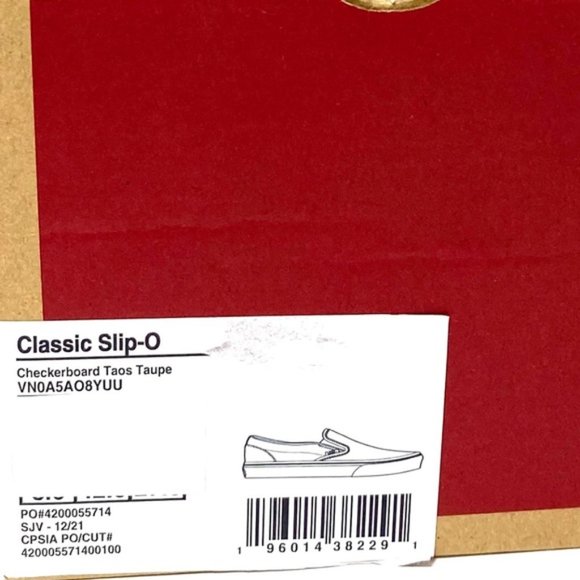 Classic Slip-O
Checkerboard Taos Taupe
VN0A5AO8YUU
PO#4200055714
SJV - 12/21
CPSIA PO/CUT#
420005571400100
1 96014 38229 1